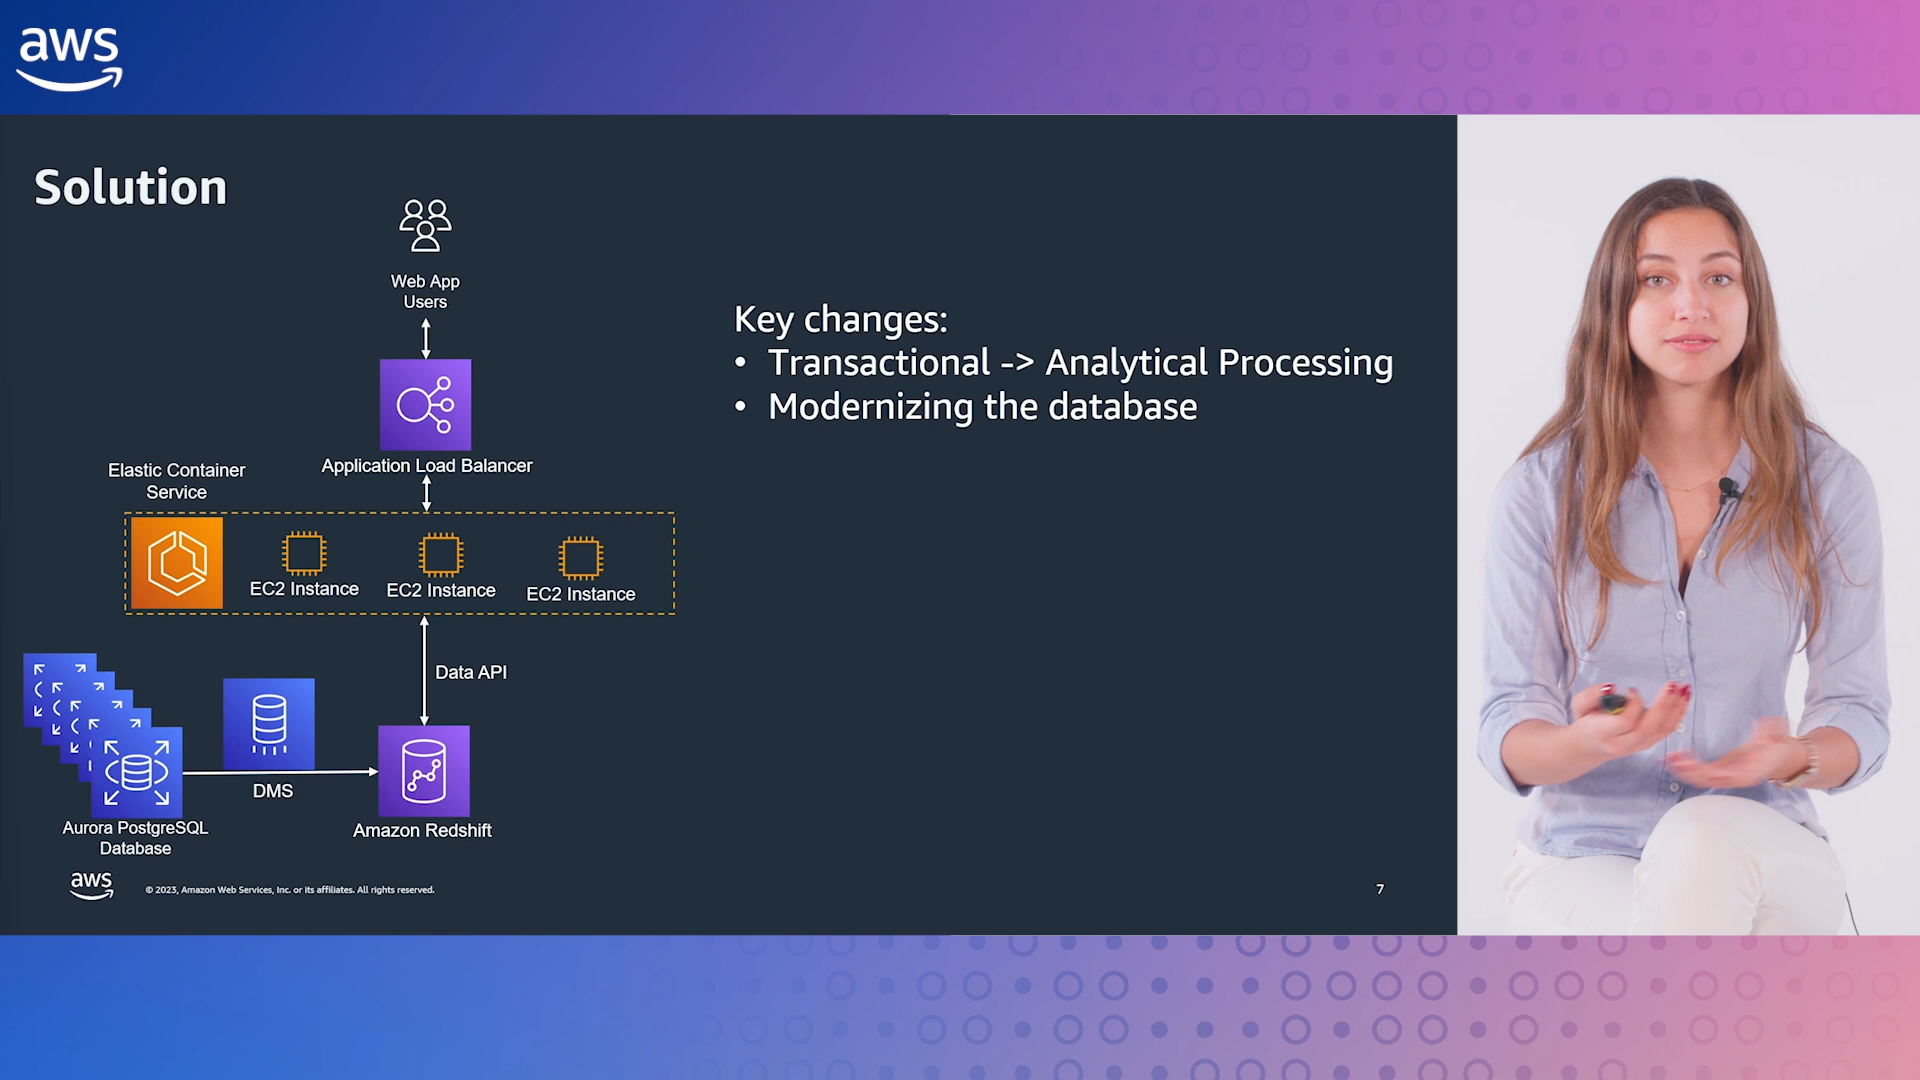 aws
Solution
Web App
Users
Key changes:
• Transactional -> Analytical Processing
• Modernizing the database
Application Load Balancer
Elastic Container
Service
EC2 Instance
EC2 Instance
EC2 Instance
Data API
DMS
Aurora PostgreSQL
Database
Amazon Redshift
aws
© 2023, Amazon Web Services, Inc. or its affiliates. All rights reserved.
7